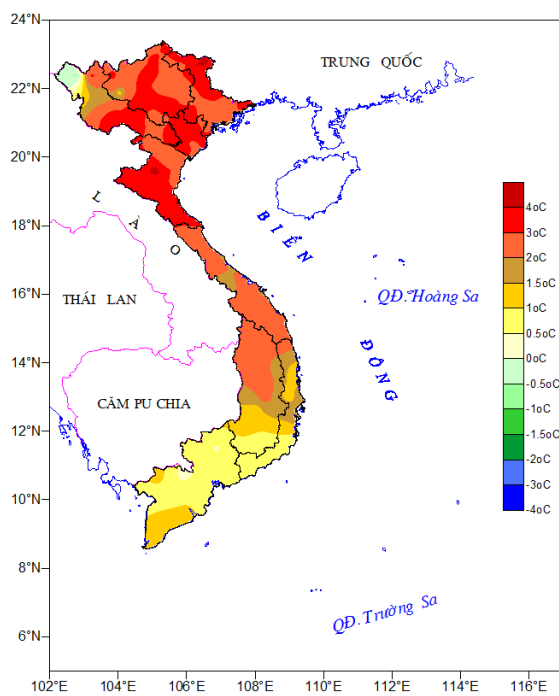 24°N
22°N
20°N
18°N
16°N
14°N
12°N
10°N
8°N
6°N
TRUNG QUỐC
LÀO
BIỂN
ĐÔNG
THÁI LAN
CĂM PU CHIA
QĐ. Hoàng Sa
QĐ. Trường Sa
4oC
3oC
2oC
1.5oC
1oC
0.5oC
0oC
-0.5oC
-1oC
-1.5oC
-2oC
-3oC
-4oC
102°E 104°E 106°E 108°E 110°E 112°E 114°E 116°E